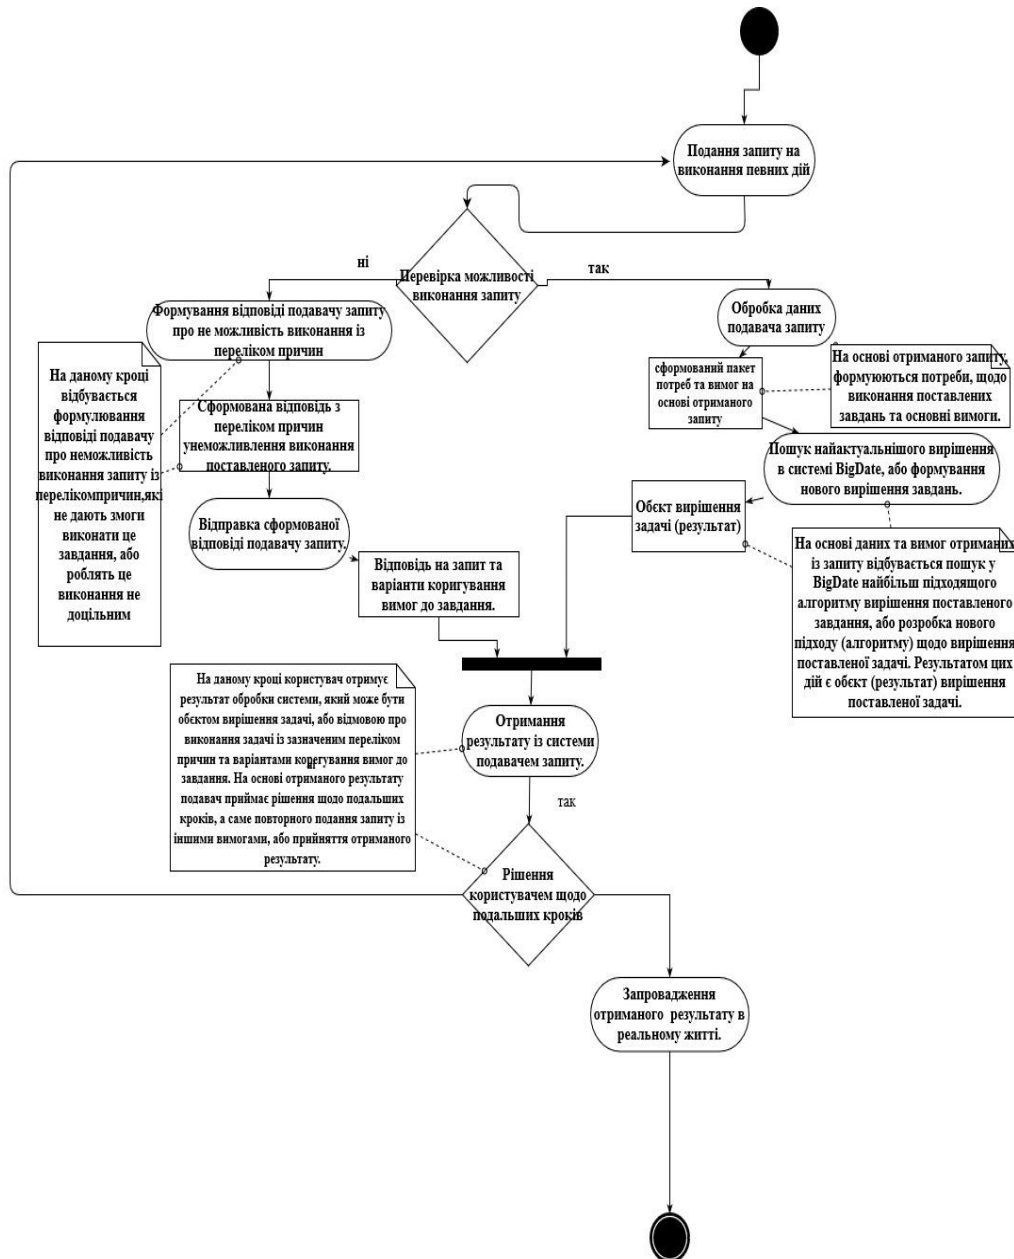 Подання запиту на
виконання певних дій
ні
так
Перевірка можливості
виконання запиту
Формування відповіді подавачу запиту
про не можливість виконання із
переліком причин
Обробка даних
подавача запиту
На даному кроці
відбувається
формулювання
відповіді подавачу
про неможливість
виконання запиту із
перелікомпричин,які
не дають змоги
виконати це
завдання, або
роблять це
виконання не
доцільним
сформований пакет
потреб та вимог на
основі отриманого
запиту
На основі отриманого запиту,
формуюються потреби, щодо
виконання поставлених
завдань та основні вимоги.
Сформована відповідь з
переліком причин
унеможливлення виконання
поставленого запиту.
Пошук найактуальнішого вирішення
в системі BigDate, або формування
нового вирішення завдань.
Обєкт вирішення
задачі (результат)
Відправка сформованої
відповіді подавачу запиту.
Відповідь на запит та
варіанти коригування
вимог до завдання.
На основі даних та вимог отриманих
із запиту відбувається пошук у
BigDate найбільш підходящого
алгоритму вирішення поставленого
завдання, або розробка нового
підходу (алгоритму) щодо вирішення
поставленої задачі. Результатом цих
дій є обєкт (результат) вирішення
поставленої задачі.
На даному кроці користувач отримує
результат обробки системи, який може бути
обєктом вирішення задачі, або відмовою про
виконання задачі із зазначеним переліком
причин та варіантами корегування вимог до
завдання. На основі отриманого результату
подавач приймає рішення щодо подальших
кроків, а саме повторного подання запиту із
іншими вимогами, або прийняття отриманого
результату.
Отримання
результату із системи
подавачем запиту.
так
Рішення
користувачем щодо
подальших кроків
Запровадження
отриманого результату в
реальному житті.